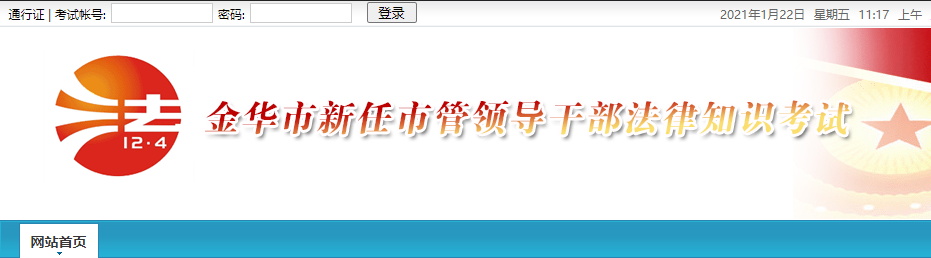 通行证 | 考试帐号: 密码: 登录 2021年1月22日 星期五 11:17 上午
法
12·4
金华市新任市管领导干部法律知识考试
网站首页